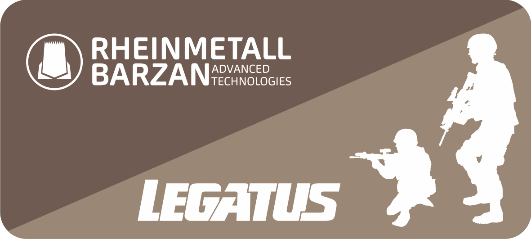 RHEINMETALL
BARZAN ADVANCED
TECHNOLOGIES
LEGATUS